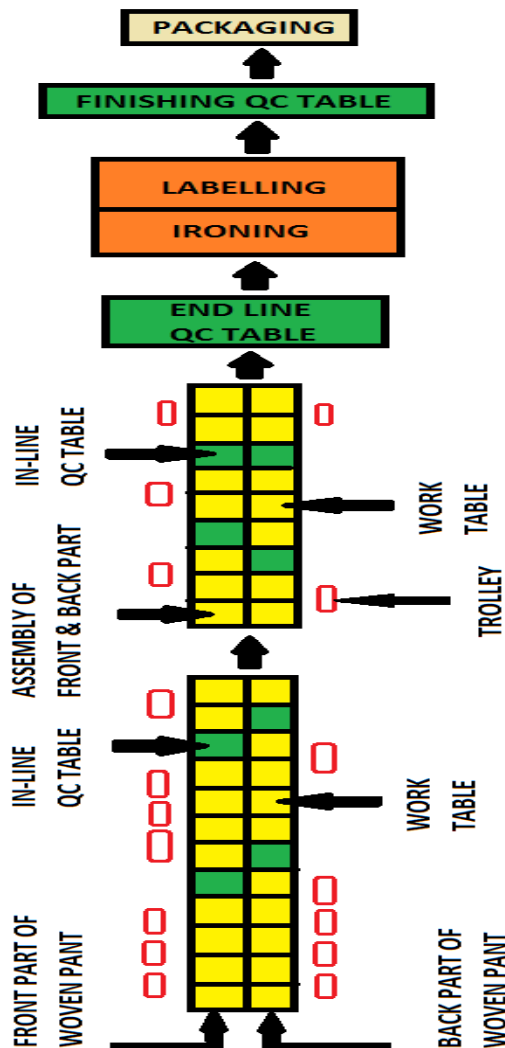 PACKAGING
FINISHING QC TABLE
LABELLING
IRONING
END LINE
QC TABLE
IN-LINE
QC TABLE
WORK
TABLE
ASSEMBLY OF
FRONT & BACK PART
TROLLEY
IN-LINE
QC TABLE
WORK
TABLE
FRONT PART OF
WOVEN PANT
BACK PART OF
WOVEN PANT